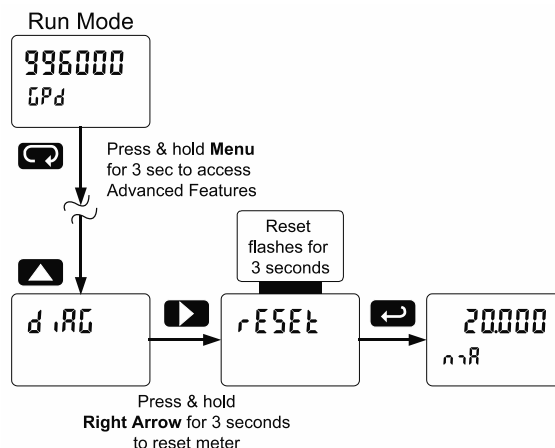 Run Mode
996000
GPd
Press & hold Menu
for 3 sec to access
Advanced Features
Reset
flashes for
3 seconds
diAG
rESEt
20.000
mA
Press & hold
Right Arrow for 3 seconds
to reset meter